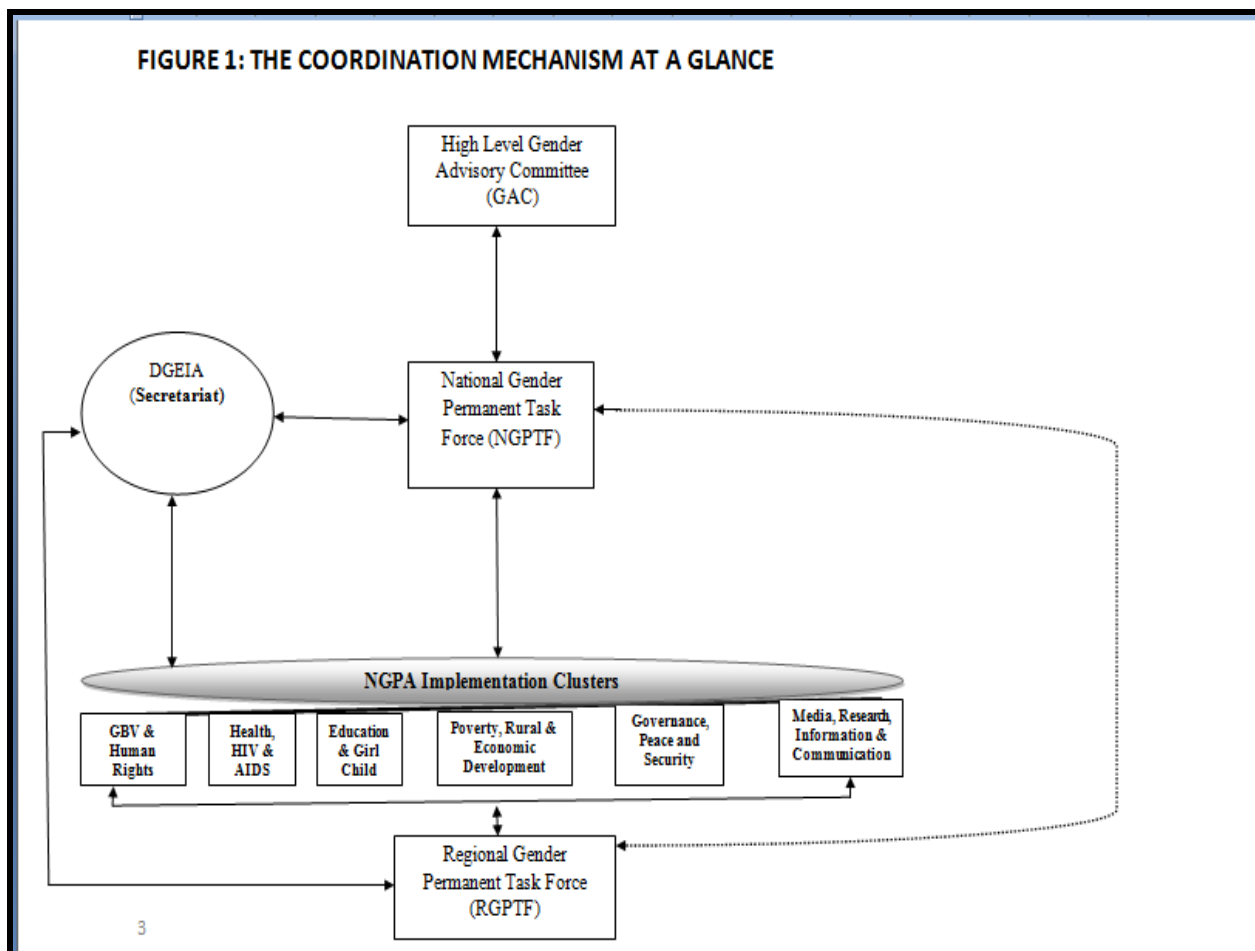 FIGURE 1: THE COORDINATION MECHANISM AT A GLANCE
High Level Gender
Advisory Committee
(GAC)
DGEIA
(Secretariat)
National Gender
Permanent Task
Force (NGPTF)
NGPA Implementation Clusters
GBV &
Human
Rights
Health,
HIV &
AIDS
Education
& Girl
Child
Poverty, Rural &
Economic
Development
Governance,
Peace and
Security
Media, Research,
Information &
Communication
Regional Gender
Permanent Task Force
(RGPTF)
3